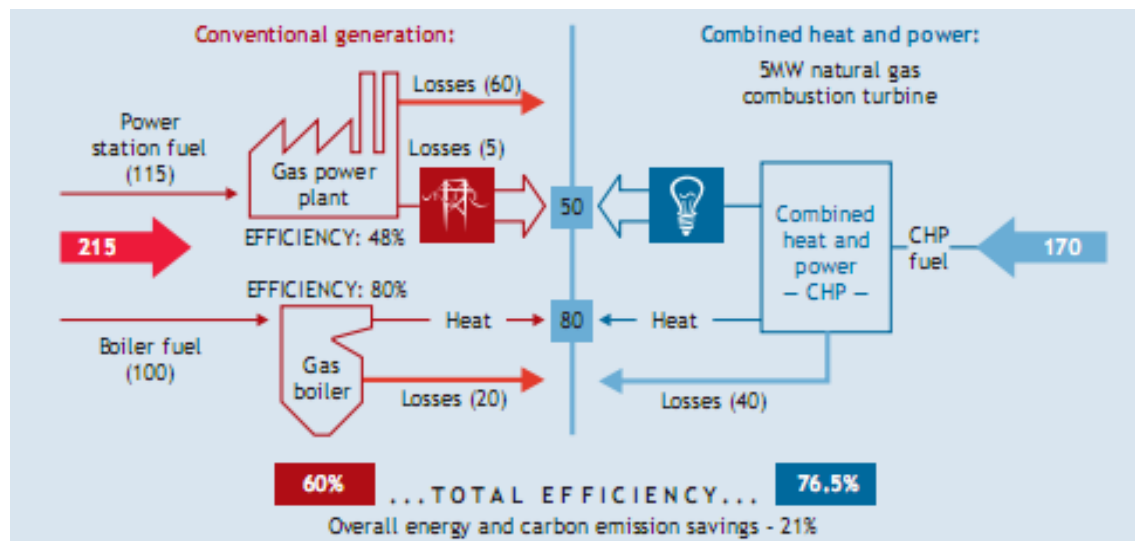 Conventional generation:
Combined heat and power:
5MW natural gas
combustion turbine
Losses (60)
Power
station fuel
(115)
Losses (5)
Gas power
plant
50
Combined
heat and
power
— CHP —
CHP
fuel
215
170
EFFICIENCY: 48%
EFFICIENCY: 80%
Heat
80
Heat
Boiler fuel
(100)
Gas
boiler
Losses (20)
Losses (40)
60%
...TOTAL EFFICIENCY...
76.5%
Overall energy and carbon emission savings - 21%